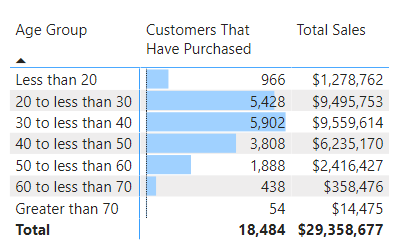 Age Group Customers That Have Purchased Total Sales
Less than 20 966 $1,278,762
20 to less than 30 5,428 $9,495,753
30 to less than 40 5,902 $9,559,614
40 to less than 50 3,808 $6,235,170
50 to less than 60 1,888 $2,416,427
60 to less than 70 438 $358,476
Greater than 70 54 $14,475
Total 18,484 $29,358,677